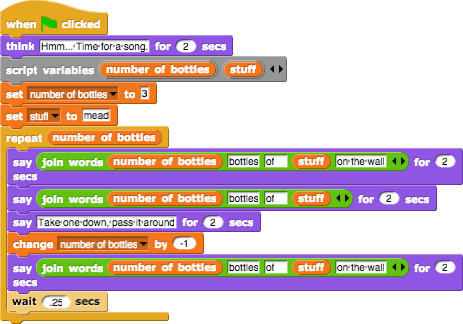 when clicked
think Hmm...·Time·for·a·song. for 2 secs
script variables number of bottles stuff
set number of bottles to 3
set stuff to mead
repeat number of bottles
say join words number of bottles bottles of stuff on·the·wall for 2
secs
say join words number of bottles bottles of stuff for 2 secs
say Take·one·down,·pass·it·around for 2 secs
change number of bottles by -1
say join words number of bottles bottles of stuff on·the·wall for 2
secs
wait .25 secs